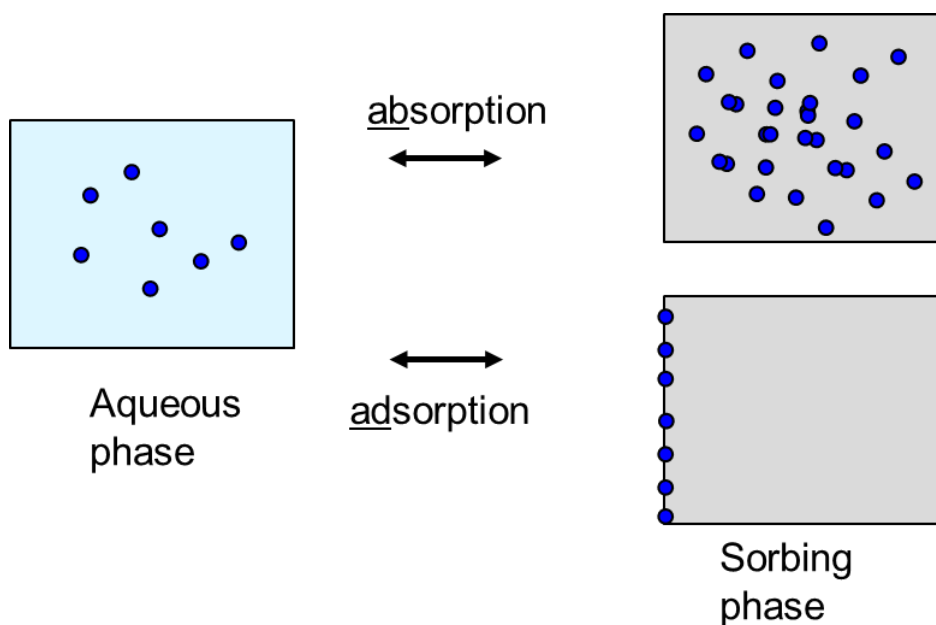 absorption
Aqueous
phase
adsorption
Sorbing
phase